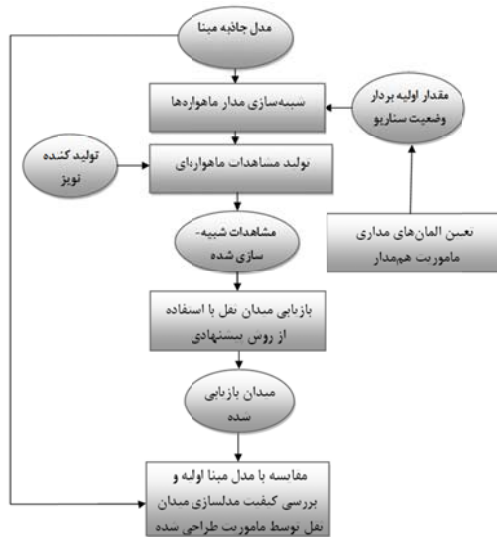 مدل جاذبه مبنا
شبیه‌سازی مدار ماهواره‌ها
مقدار اولیه بردار
وضعیت سناریو
تولید کننده
نویز
تولید مشاهدات ماهواره‌ای
مشاهدات شبیه-
سازی شده
تعیین المان‌های مداری
ماموریت هم‌مدار
بازیابی میدان ثقل با استفاده
از روش پیشنهادی
میدان بازیابی
شده
مقایسه با مدل مبنا اولیه و
بررسی کیفیت مدلسازی میدان
ثقل توسط ماموریت طراحی شده